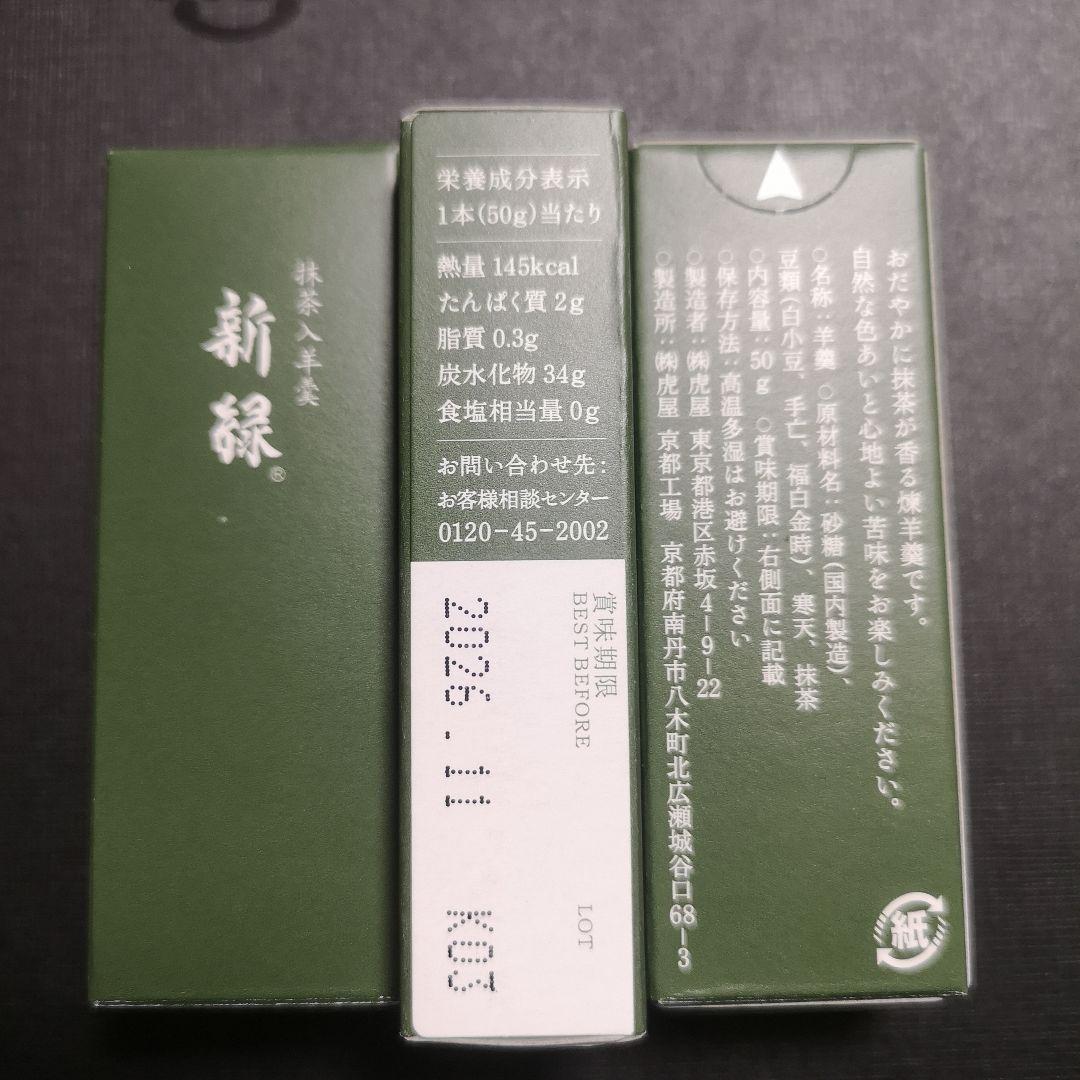 抹茶入羊羹
新緑®
栄養成分表示
1本(50g)当たり
熱量 145kcal
たんぱく質 2g
脂質 0.3g
炭水化物 34g
食塩相当量 0g
お問い合わせ先:
お客様相談センター
0120-45-2002
賞味期限
BEST BEFORE
2026.11
LOT
K03
おだやかに抹茶が香る煉羊羹です。
自然な色あいと心地よい苦味をお楽しみください。
○名称:羊羹 ○原材料名:砂糖(国内製造)、
豆類(白小豆、手亡、福白金時)、寒天、抹茶
○内容量:50g ○賞味期限:右側面に記載
○保存方法:高温多湿はお避けください
○製造者:㈱虎屋 東京都港区赤坂4-9-22
○製造所:㈱虎屋 京都工場 京都府南丹市八木町北広瀬城谷口68-3
紙